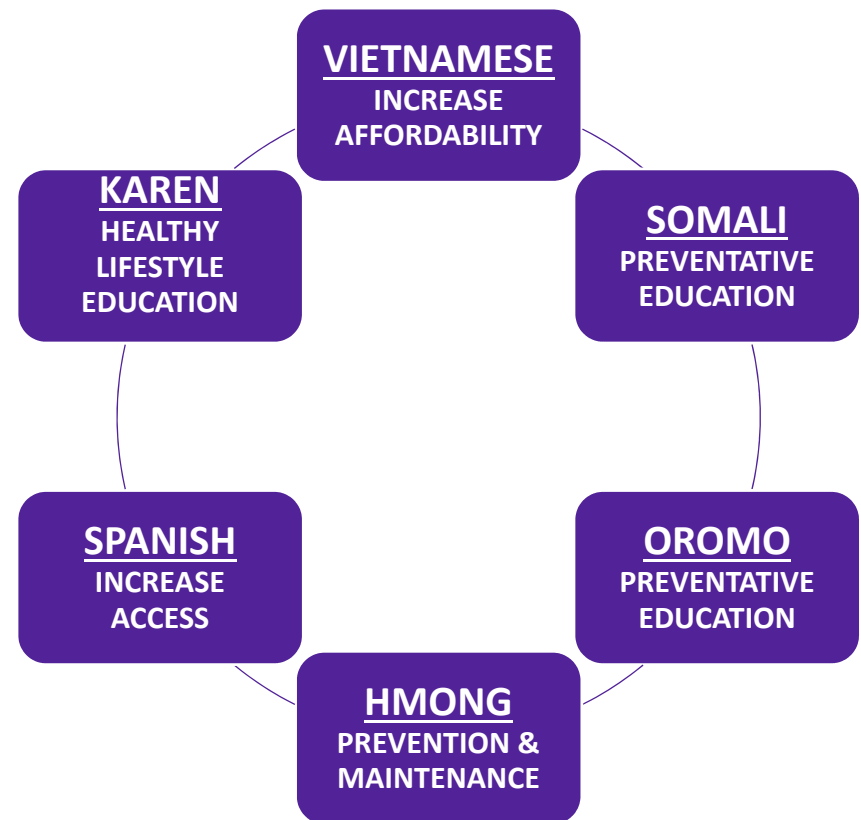 VIETNAMESE
INCREASE
AFFORDABILITY
SOMALI
PREVENTATIVE
EDUCATION
OROMO
PREVENTATIVE
EDUCATION
HMONG
PREVENTION &
MAINTENANCE
SPANISH
INCREASE
ACCESS
KAREN
HEALTHY
LIFESTYLE
EDUCATION